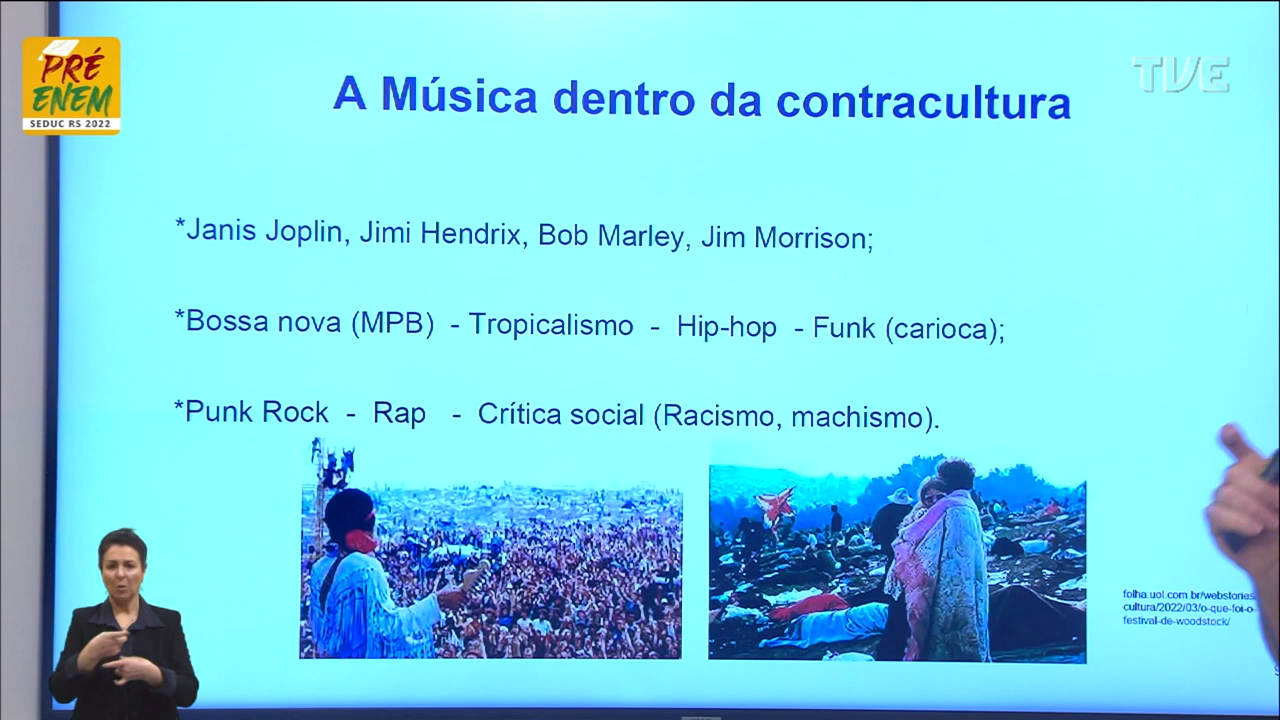 PRÉ
ENEM
SEDUC RS 2022
TVE
A Música dentro da contracultura
*Janis Joplin, Jimi Hendrix, Bob Marley, Jim Morrison;
*Bossa nova (MPB) - Tropicalismo - Hip-hop - Funk (carioca);
*Punk Rock - Rap - Crítica social (Racismo, machismo).
folha.uol.com.br/webstories
cultura/2022/03/o-que-foi-o-
festival-de-woodstock/